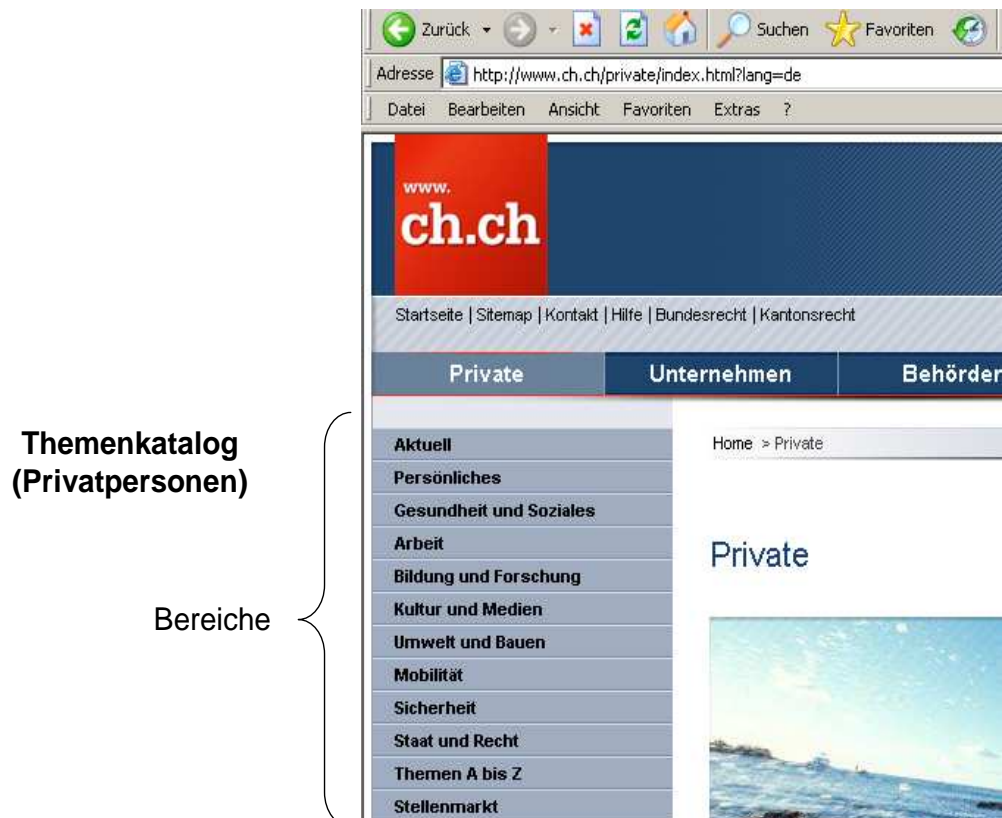 Zurück Suchen Favoriten
Adresse http://www.ch.ch/private/index.html?lang=de
Datei Bearbeiten Ansicht Favoriten Extras ?
www.
ch.ch
Startseite | Sitemap | Kontakt | Hilfe | Bundesrecht | Kantonsrecht
Private Unternehmen Behörden
Themenkatalog
(Privatpersonen)
Bereiche
Aktuell
Persönliches
Gesundheit und Soziales
Arbeit
Bildung und Forschung
Kultur und Medien
Umwelt und Bauen
Mobilität
Sicherheit
Staat und Recht
Themen A bis Z
Stellenmarkt
Home > Private
Private